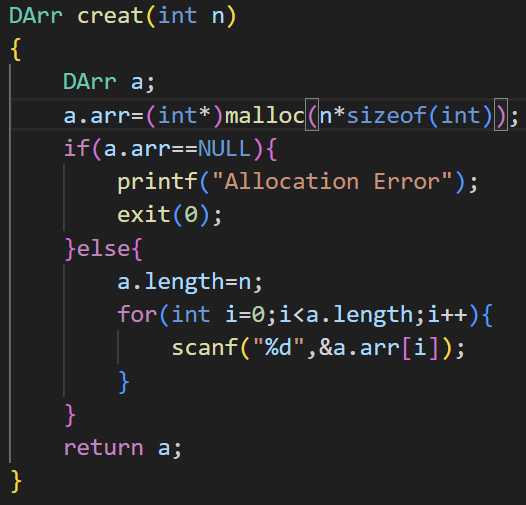 DArr creat(int n)
{
    DArr a;
    a.arr=(int*)malloc(n*sizeof(int));
    if(a.arr==NULL){
        printf("Allocation Error");
        exit(0);
    }else{
        a.length=n;
        for(int i=0;i<a.length;i++){
            scanf("%d",&a.arr[i]);
        }
    }
    return a;
}